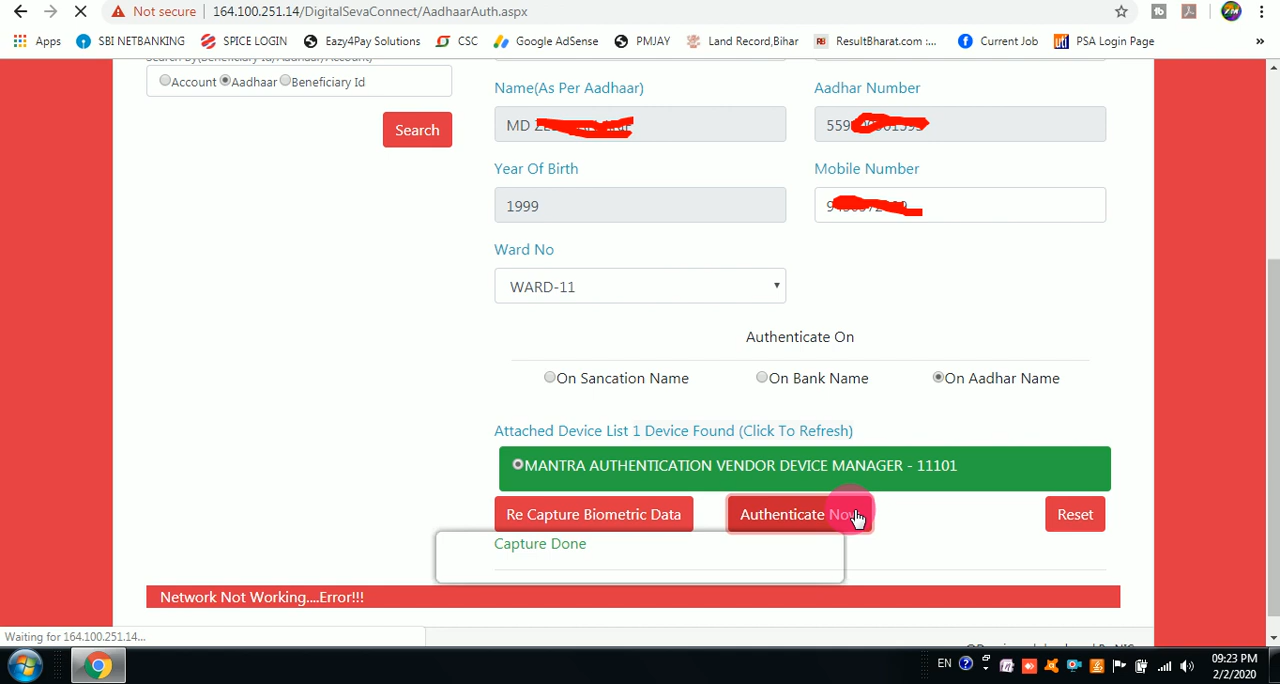 Not secure | 164.100.251.14/DigitalSevaConnect/AadhaarAuth.aspx
Apps SBI NETBANKING SPICE LOGIN Eazy4Pay Solutions CSC Google AdSense PMJAY Land Record,Bihar ResultBharat.com :... Current Job PSA Login Page »
Account Aadhaar Beneficiary Id
Search
Name(As Per Aadhaar)
Aadhar Number
MD
Year Of Birth
Mobile Number
1999
Ward No
WARD-11
Authenticate On
On Sancation Name On Bank Name On Aadhar Name
Attached Device List 1 Device Found (Click To Refresh)
MANTRA AUTHENTICATION VENDOR DEVICE MANAGER - 11101
Re Capture Biometric Data Authenticate Now Reset
Capture Done
Network Not Working....Error!!!
Waiting for 164.100.251.14...
EN
09:23 PM
2/2/2020